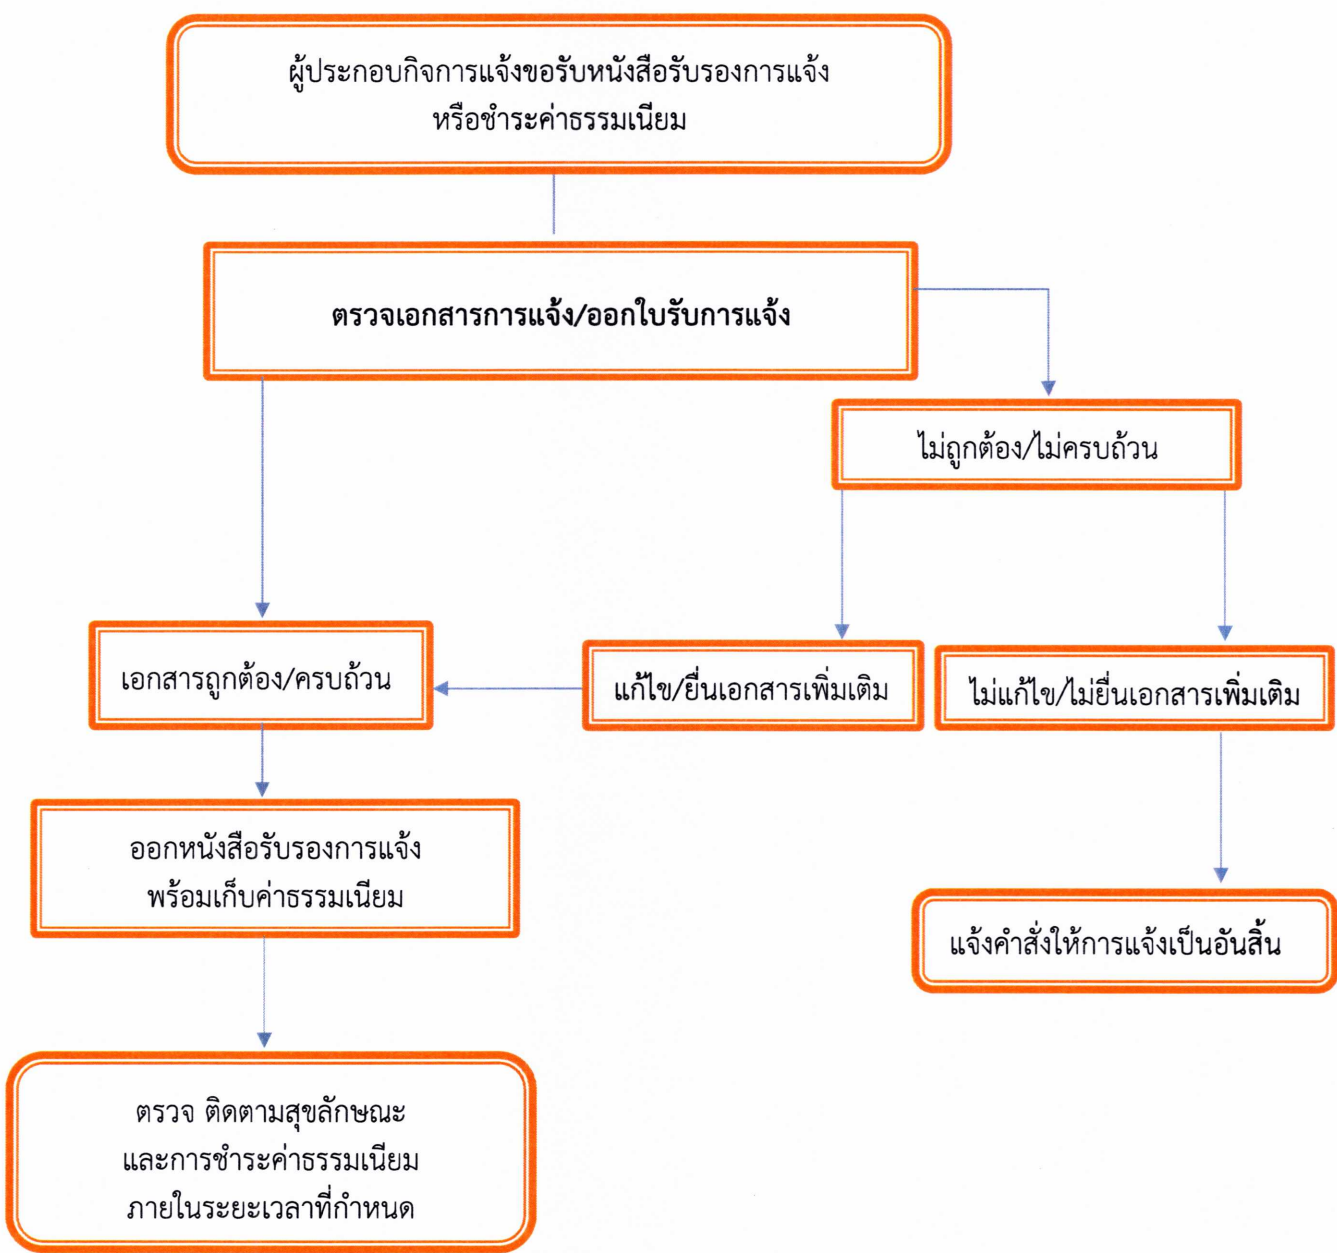 ผู้ประกอบกิจการแจ้งขอรับหนังสือรับรองการแจ้ง
หรือชำระค่าธรรมเนียม
ตรวจเอกสารการแจ้ง/ออกใบรับการแจ้ง
ไม่ถูกต้อง/ไม่ครบถ้วน
เอกสารถูกต้อง/ครบถ้วน
แก้ไข/ยื่นเอกสารเพิ่มเติม
ไม่แก้ไข/ไม่ยื่นเอกสารเพิ่มเติม
ออกหนังสือรับรองการแจ้ง
พร้อมเก็บค่าธรรมเนียม
แจ้งคำสั่งให้การแจ้งเป็นอันสิ้น
ตรวจ ติดตามสุขลักษณะ
และการชำระค่าธรรมเนียม
ภายในระยะเวลาที่กำหนด